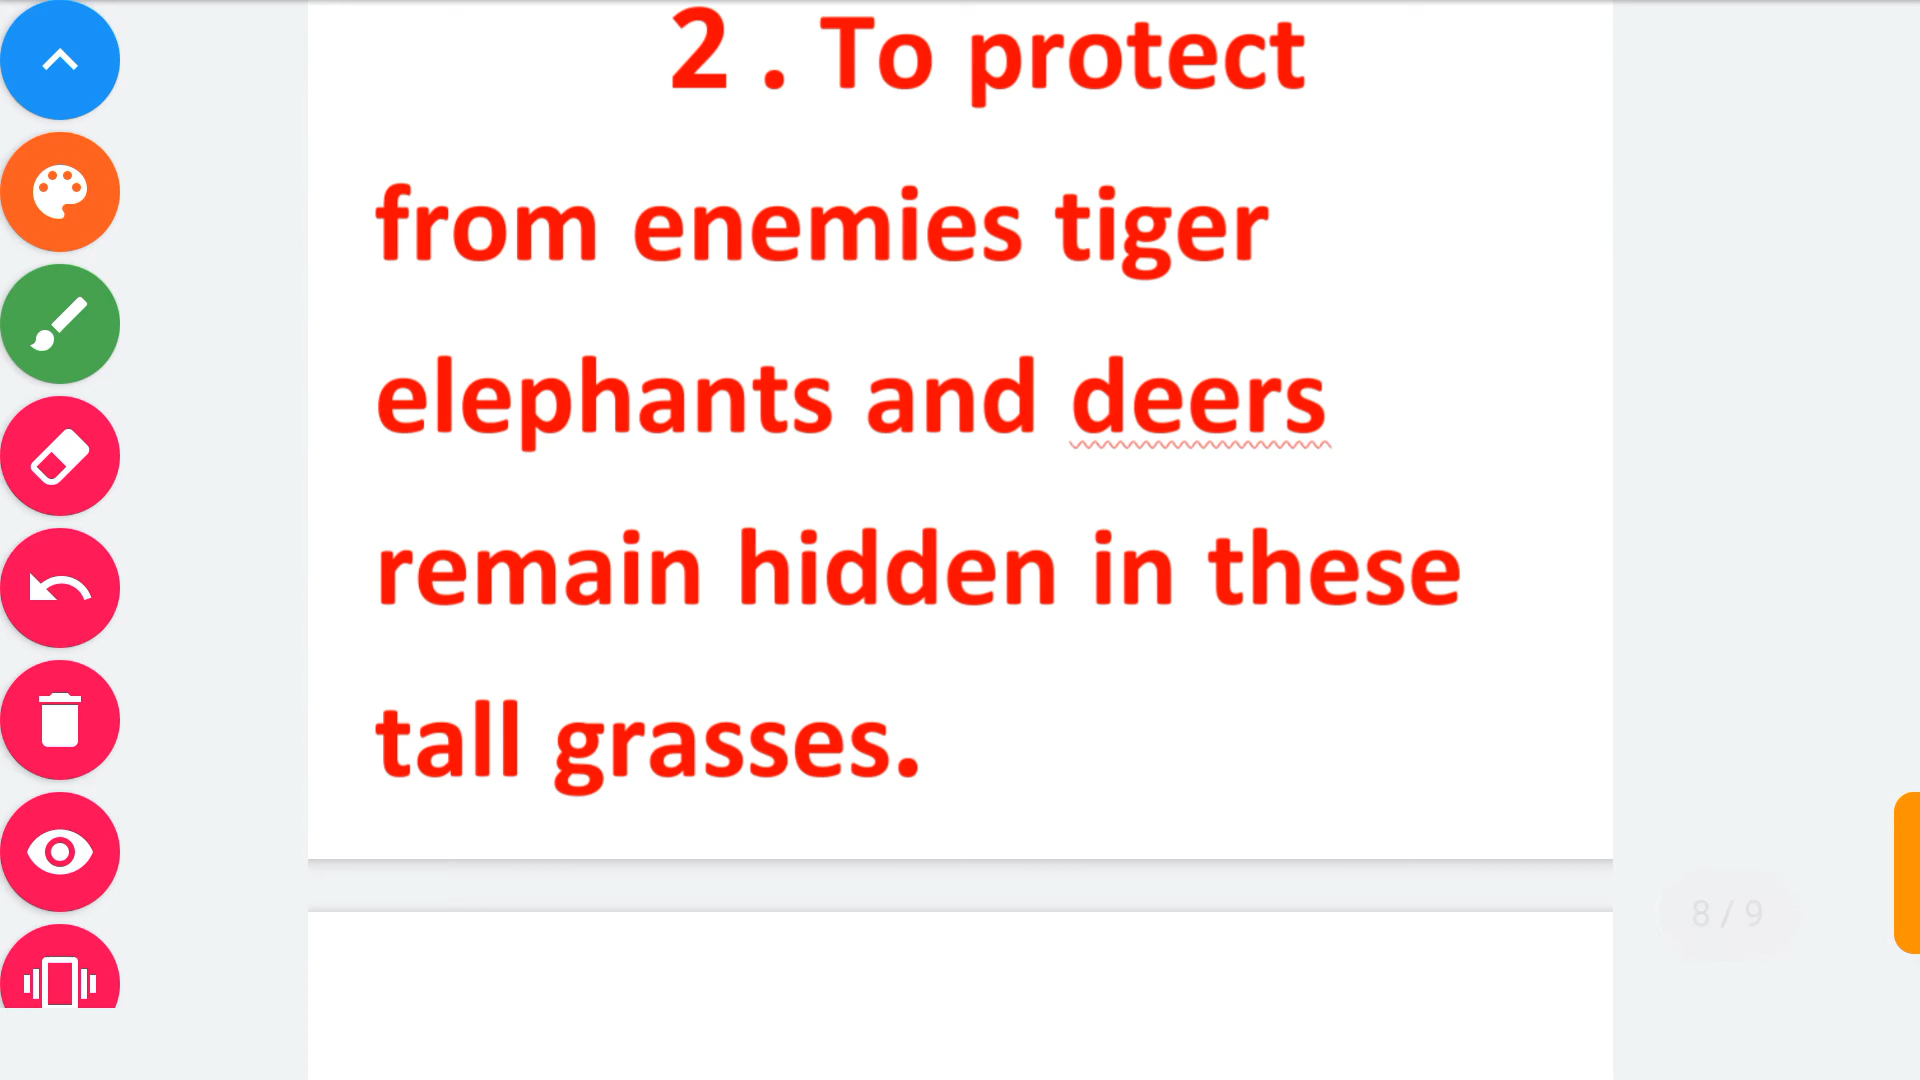 2 . To protect
from enemies tiger
elephants and deers
remain hidden in these
tall grasses.
8 / 9